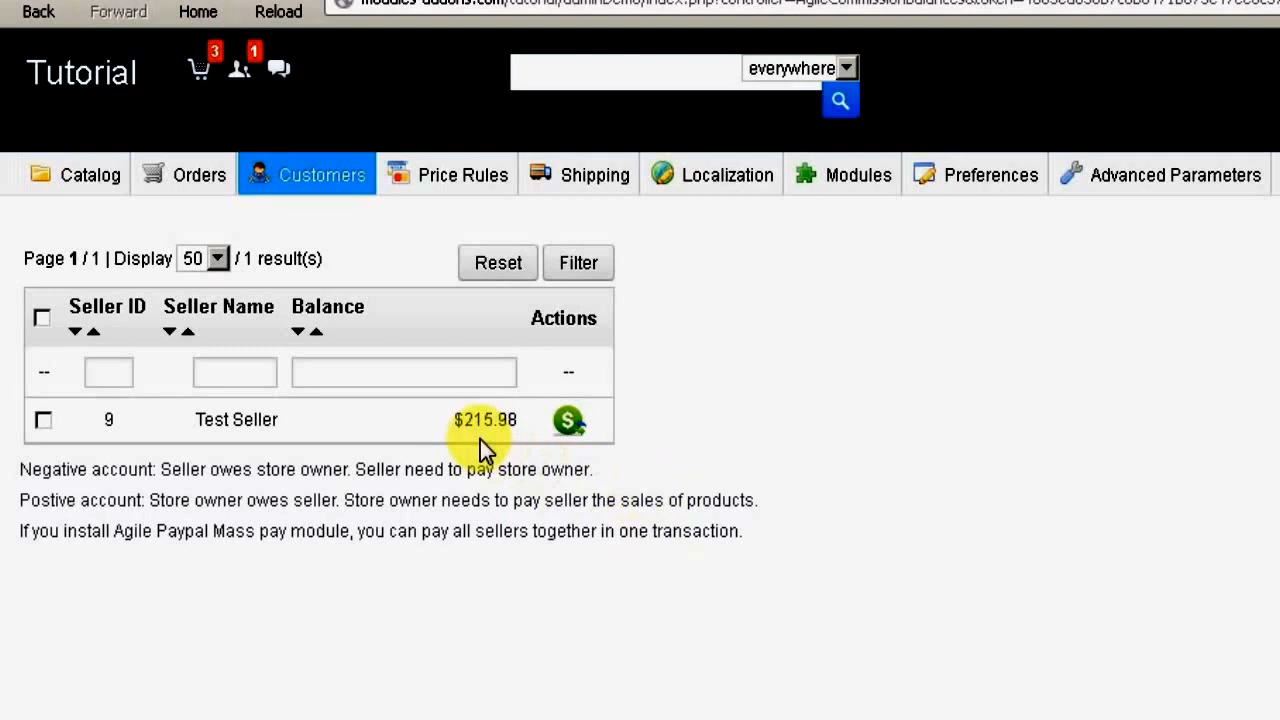 Back Forward Home Reload
3 1
Tutorial everywhere
Catalog Orders Customers Price Rules Shipping Localization Modules Preferences Advanced Parameters
Page 1 / 1 | Display 50 / 1 result(s) Reset Filter
Seller ID Seller Name Balance Actions
-- --
9 Test Seller $215.98 $
Negative account: Seller owes store owner. Seller need to pay store owner.
Postive account: Store owner owes seller. Store owner needs to pay seller the sales of products.
If you install Agile Paypal Mass pay module, you can pay all sellers together in one transaction.